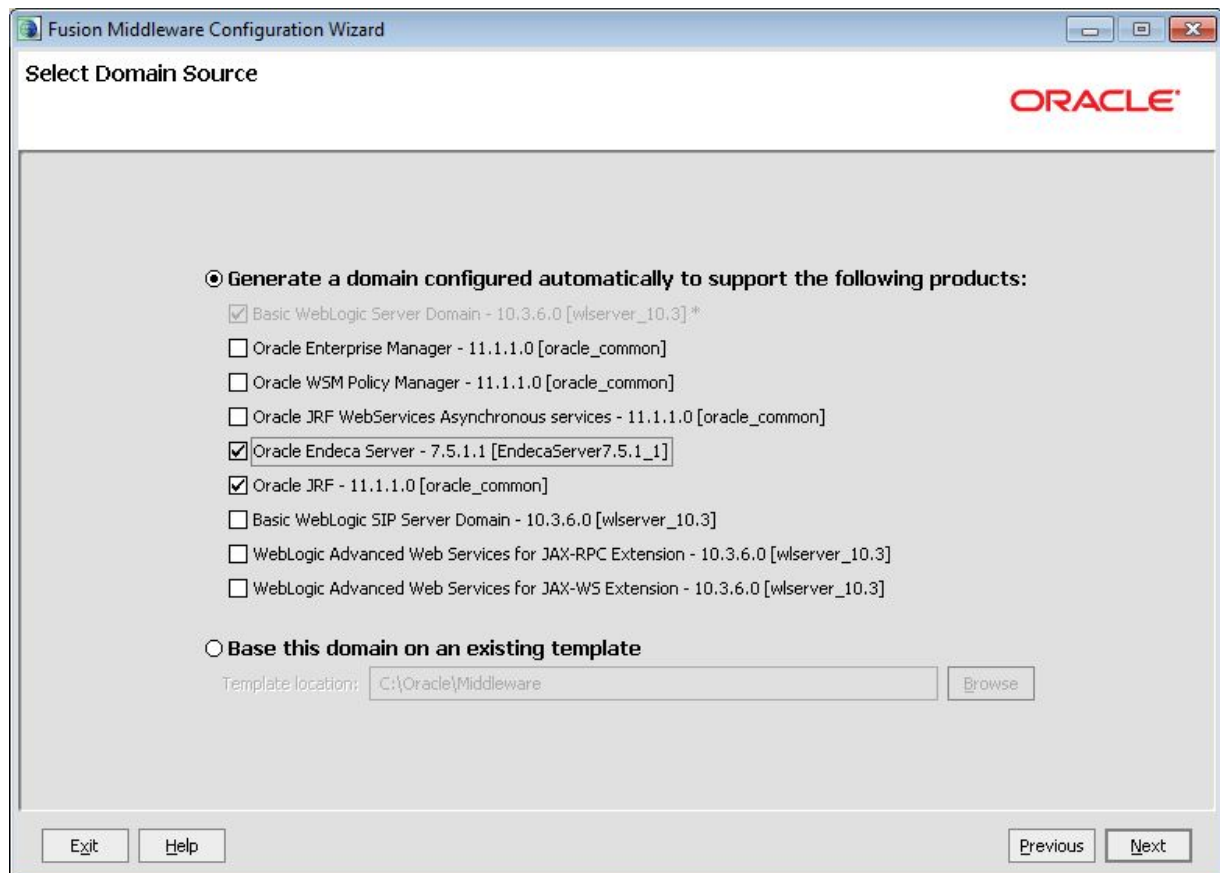 Fusion Middleware Configuration Wizard
Select Domain Source
ORACLE
Generate a domain configured automatically to support the following products:
Basic WebLogic Server Domain - 10.3.6.0 [wlserver_10.3] *
Oracle Enterprise Manager - 11.1.1.0 [oracle_common]
Oracle WSM Policy Manager - 11.1.1.0 [oracle_common]
Oracle JRF WebServices Asynchronous services - 11.1.1.0 [oracle_common]
Oracle Endeca Server - 7.5.1.1 [EndecaServer7.5.1_1]
Oracle JRF - 11.1.1.0 [oracle_common]
Basic WebLogic SIP Server Domain - 10.3.6.0 [wlserver_10.3]
WebLogic Advanced Web Services for JAX-RPC Extension - 10.3.6.0 [wlserver_10.3]
WebLogic Advanced Web Services for JAX-WS Extension - 10.3.6.0 [wlserver_10.3]
Base this domain on an existing template
Template location: C:\Oracle\Middleware Browse
Exit Help Previous Next